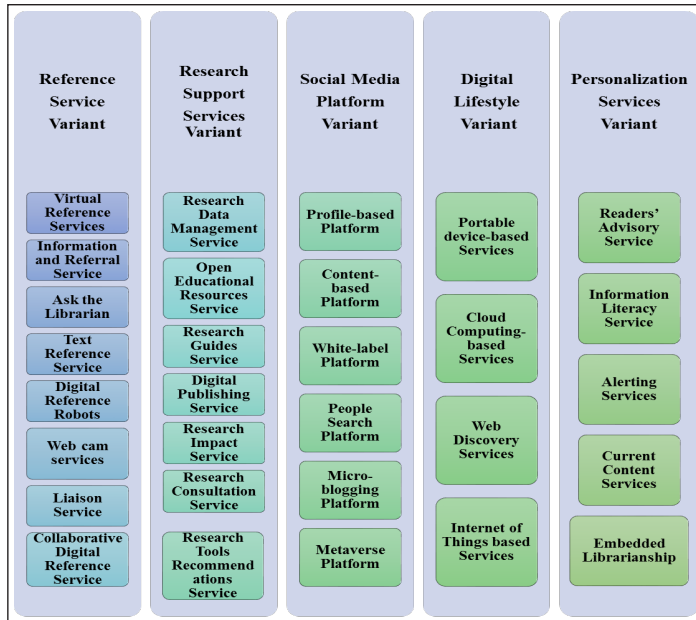 Reference
Service
Variant
Virtual
Reference
Services
Information
and Referral
Service
Ask the
Librarian
Text
Reference
Service
Digital
Reference
Robots
Web cam
services
Liaison
Service
Collaborative
Digital
Reference
Service
Research
Support
Services
Variant
Research
Data
Management
Service
Open
Educational
Resources
Service
Research
Guides
Service
Digital
Publishing
Service
Research
Impact
Service
Research
Consultation
Service
Research
Tools
Recommend
ations
Service
Social Media
Platform
Variant
Profile-based
Platform
Content-
based
Platform
White-label
Platform
People
Search
Platform
Micro-
blogging
Platform
Metaverse
Platform
Digital
Lifestyle
Variant
Portable
device-based
Services
Cloud
Computing-
based
Services
Web
Discovery
Services
Internet of
Things based
Services
Personalization
Services
Variant
Readers'
Advisory
Service
Information
Literacy
Service
Alerting
Services
Current
Content
Services
Embedded
Librarianship